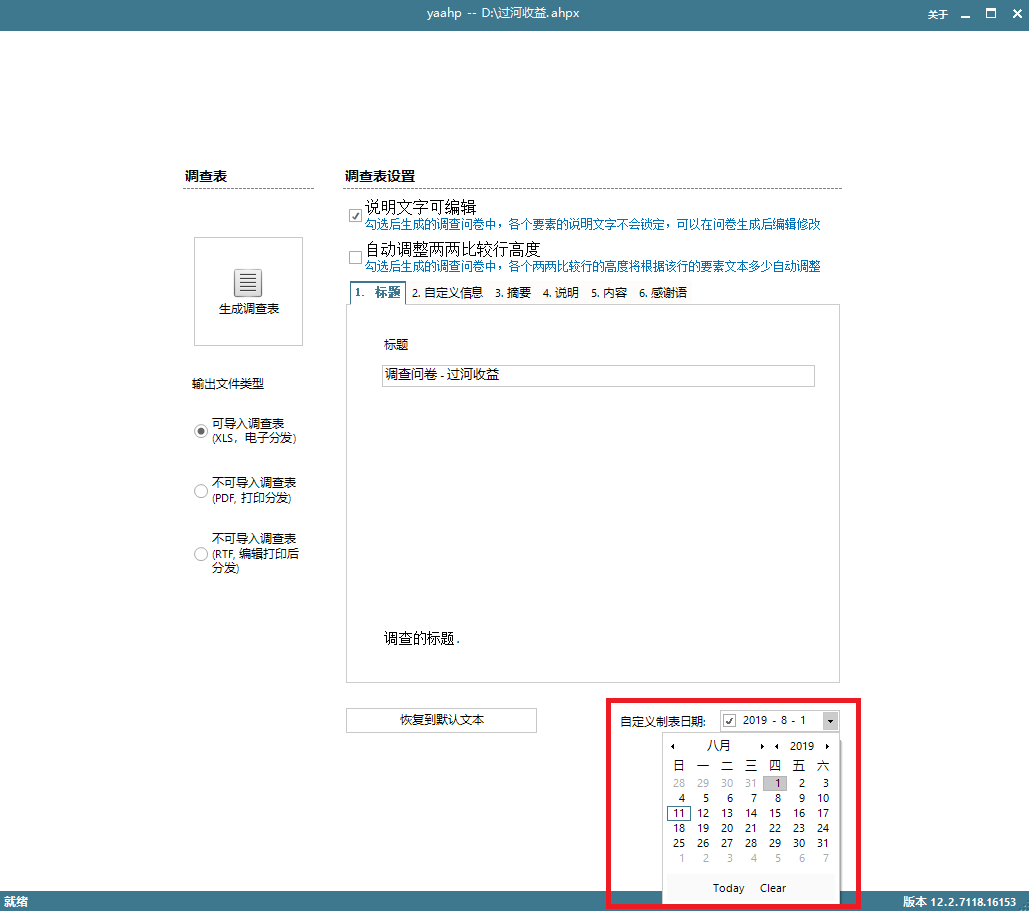 yaahp -- D:\过河收益.ahpx
关于
调查表
调查表设置
说明文字可编辑
勾选后生成的调查问卷中，各个要素的说明文字不会锁定，可以在问卷生成后编辑修改
自动调整两两比较行高度
勾选后生成的调查问卷中，各个两两比较行的高度将根据该行的要素文本多少自动调整
生成调查表
1. 标题 2. 自定义信息 3. 摘要 4. 说明 5. 内容 6. 感谢语
标题
调查问卷 - 过河收益
输出文件类型
可导入调查表
(XLS，电子分发)
不可导入调查表
(PDF, 打印分发)
不可导入调查表
(RTF, 编辑打印后
分发)
调查的标题.
恢复到默认文本
自定义制表日期: 2019 - 8 - 1
八月 2019
日 一 二 三 四 五 六
28 29 30 31 1 2 3
4 5 6 7 8 9 10
11 12 13 14 15 16 17
18 19 20 21 22 23 24
25 26 27 28 29 30 31
1 2 3 4 5 6 7
Today Clear
就绪
版本 12.2.7118.16153